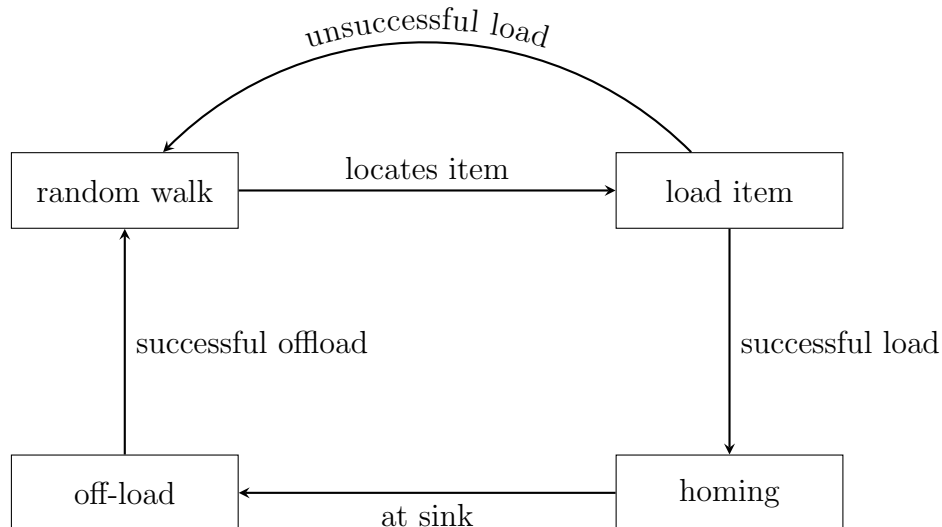 unsuccessful load
random walk
locates item
load item
successful offload
successful load
off-load
at sink
homing